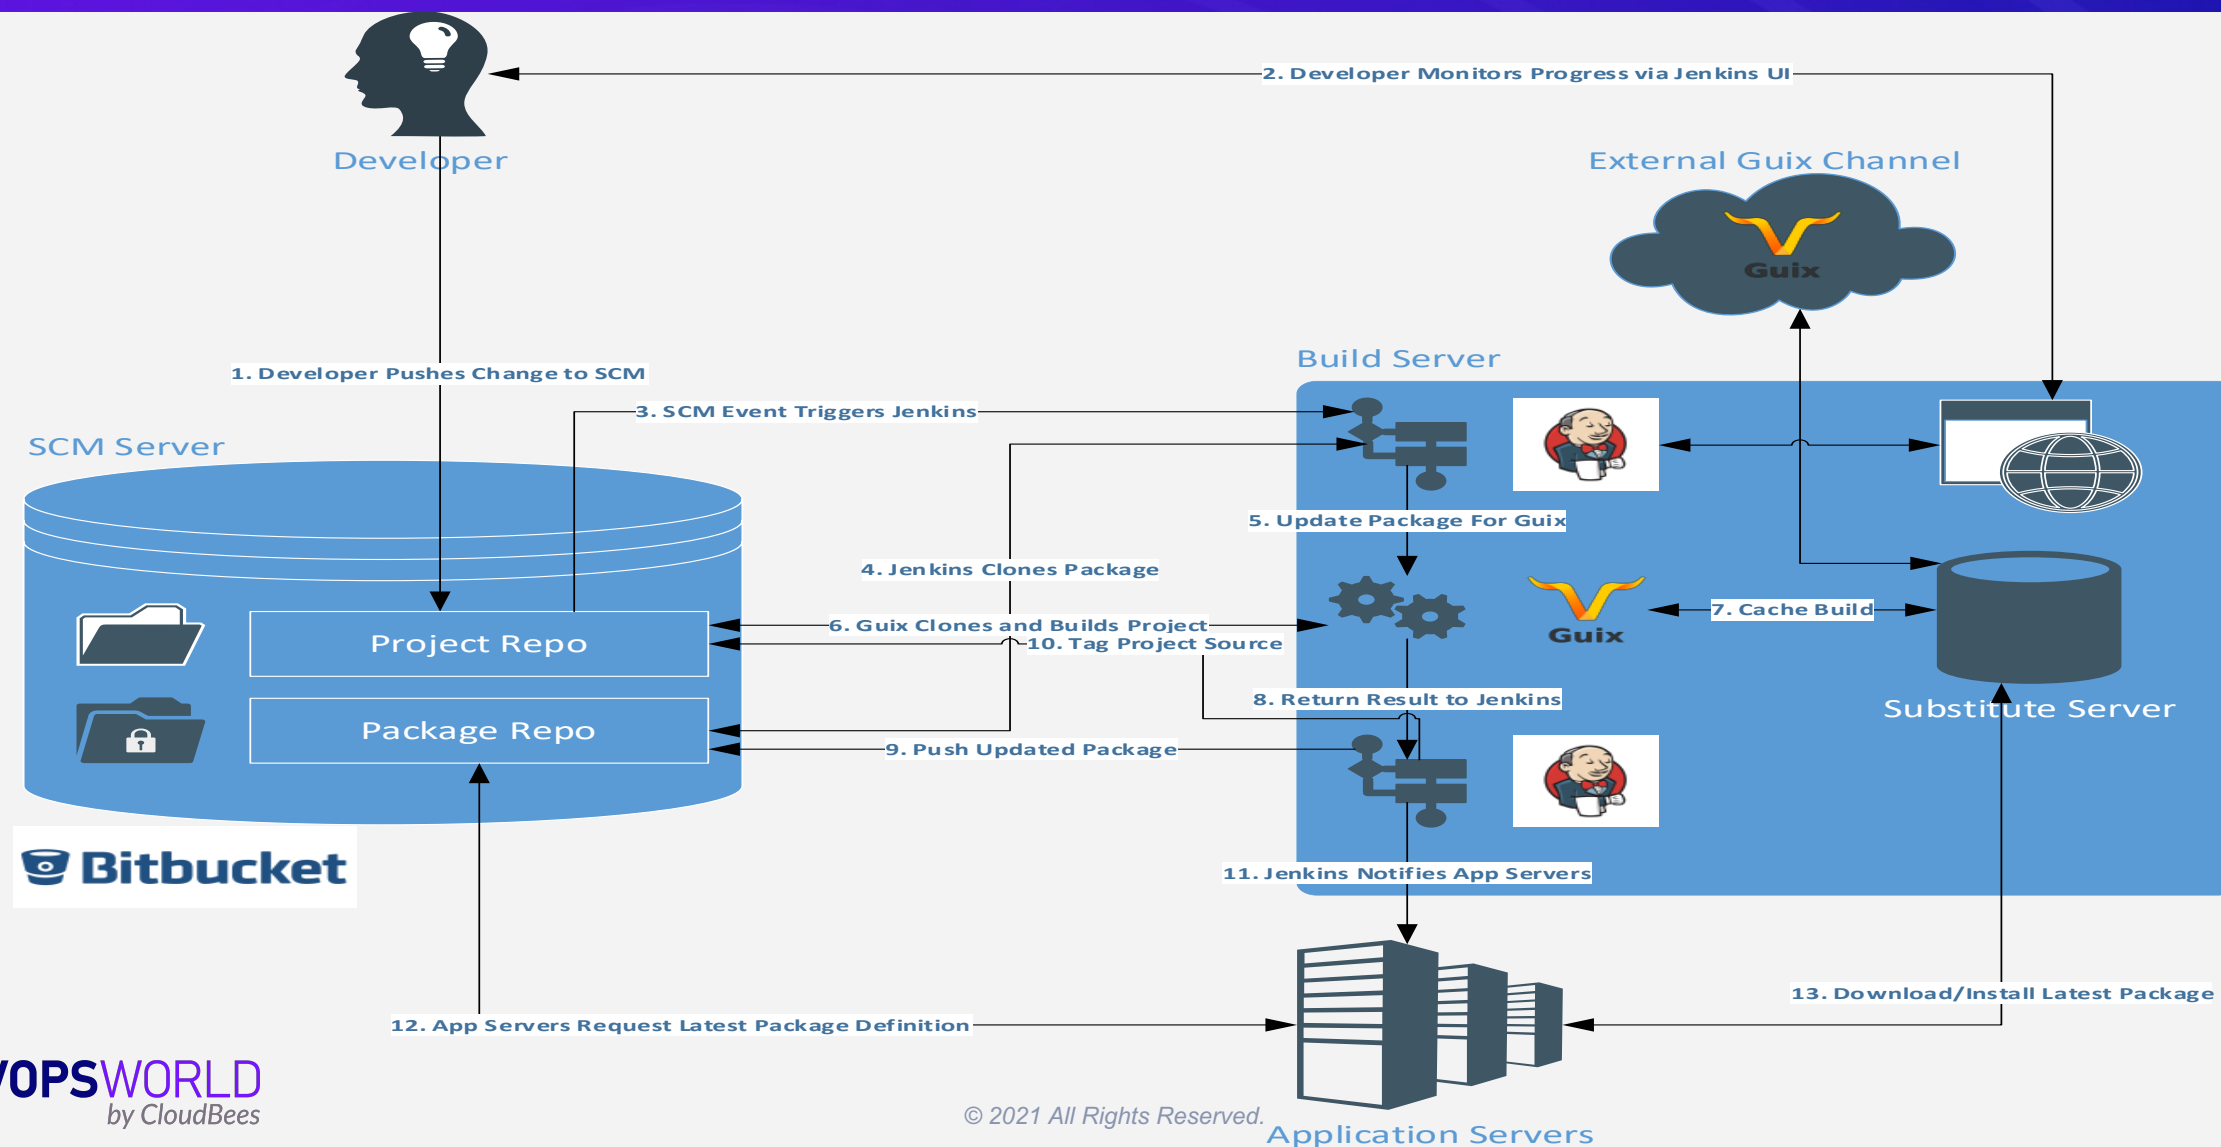 2. Developer Monitors Progress via Jenkins UI
Developer
External Guix Channel
Guix
1. Developer Pushes Change to SCM
Build Server
3. SCM Event Triggers Jenkins
SCM Server
5. Update Package For Guix
4. Jenkins Clones Package
7. Cache Build
6. Guix Clones and Builds Project
Guix
Project Repo
10. Tag Project Source
8. Return Result to Jenkins
Substitute Server
Package Repo
9. Push Updated Package
Bitbucket
11. Jenkins Notifies App Servers
13. Download/Install Latest Package
12. App Servers Request Latest Package Definition
VOPSWORLD
by CloudBees
© 2021 All Rights Reserved.
Application Servers